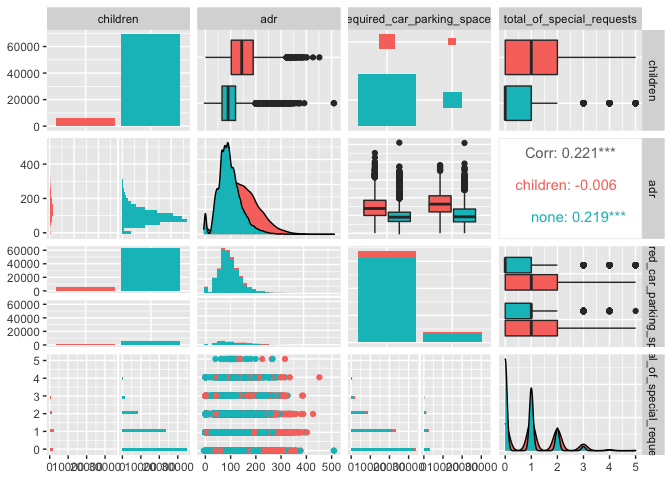 children
adr
equired_car_parking_space
total_of_special_requests
60000
40000
20000
0
children
400
200
0
Corr: 0.221***
children: -0.006
none: 0.219***
adr
60000
40000
20000
0
60000
40000
20000
0
red_car_parking_sp
5
4
3
2
1
0
al_of_special_reque
0 100 200 300 400 500
0 1 2 3 4 5